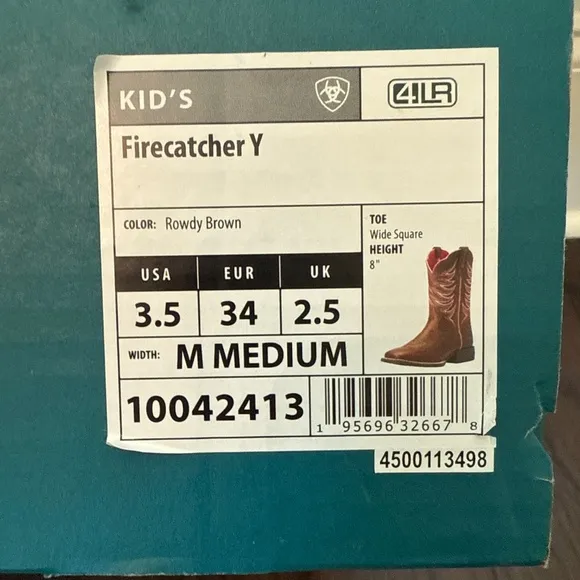 KID'S
4LR
Firecatcher Y
COLOR: Rowdy Brown
TOE
Wide Square
HEIGHT
8"
USA EUR UK
3.5 34 2.5
WIDTH: M MEDIUM
10042413
1 95696 32667 8
4500113498